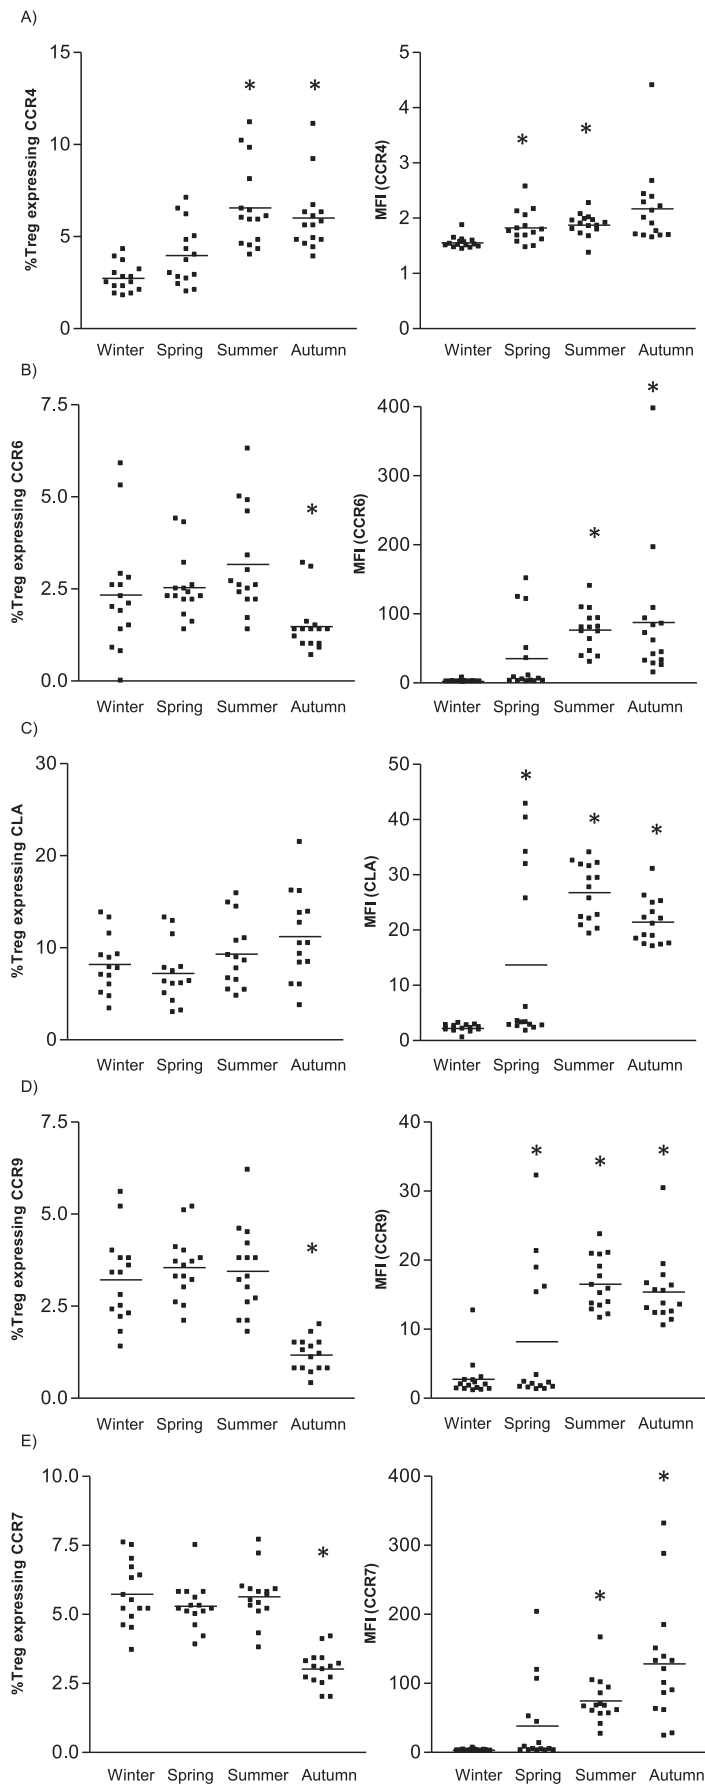 A)
%Treg expressing CCR4
15
10
5
0
*
*
Winter Spring Summer Autumn
MFI (CCR4)
5
4
3
2
1
0
*
*
Winter Spring Summer Autumn
B)
%Treg expressing CCR6
7.5
5.0
2.5
0.0
*
Winter Spring Summer Autumn
MFI (CCR6)
400
300
200
100
0
*
*
Winter Spring Summer Autumn
C)
%Treg expressing CLA
30
20
10
0
Winter Spring Summer Autumn
MFI (CLA)
50
40
30
20
10
0
*
*
*
Winter Spring Summer Autumn
D)
%Treg expressing CCR9
7.5
5.0
2.5
0.0
*
Winter Spring Summer Autumn
MFI (CCR9)
40
30
20
10
0
*
*
*
Winter Spring Summer Autumn
E)
%Treg expressing CCR7
10.0
7.5
5.0
2.5
0.0
*
Winter Spring Summer Autumn
MFI (CCR7)
400
300
200
100
0
*
*
Winter Spring Summer Autumn